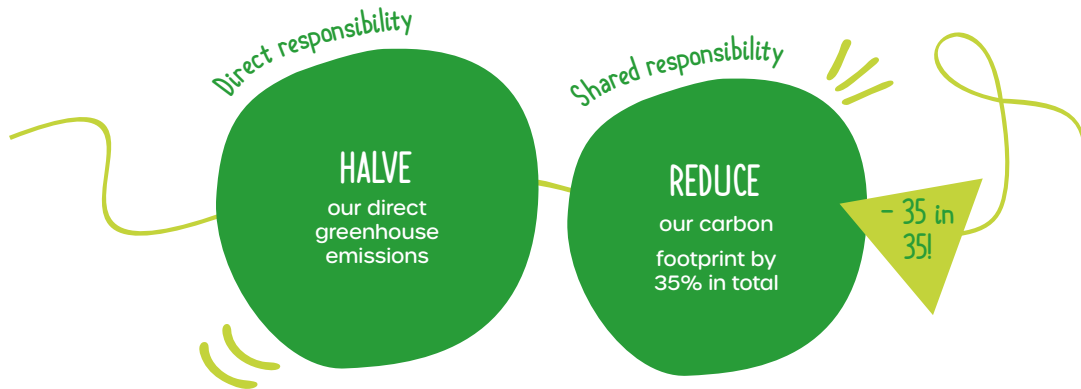 Direct responsibility
HALVE
our direct
greenhouse
emissions
Shared responsibility
REDUCE
our carbon
footprint by
35% in total
- 35 in
35!